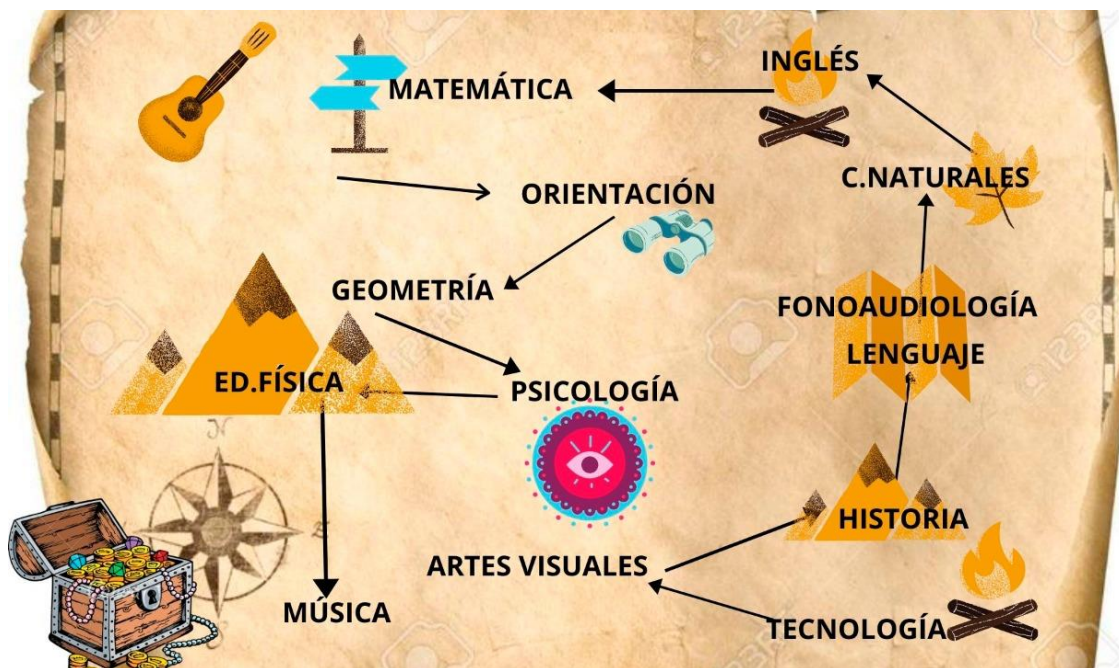 INGLÉS
MATEMÁTICA
C.NATURALES
ORIENTACIÓN
GEOMETRÍA
FONOAUDIOLOGÍA
LENGUAJE
ED.FÍSICA
PSICOLOGÍA
HISTORIA
ARTES VISUALES
MÚSICA
TECNOLOGÍA